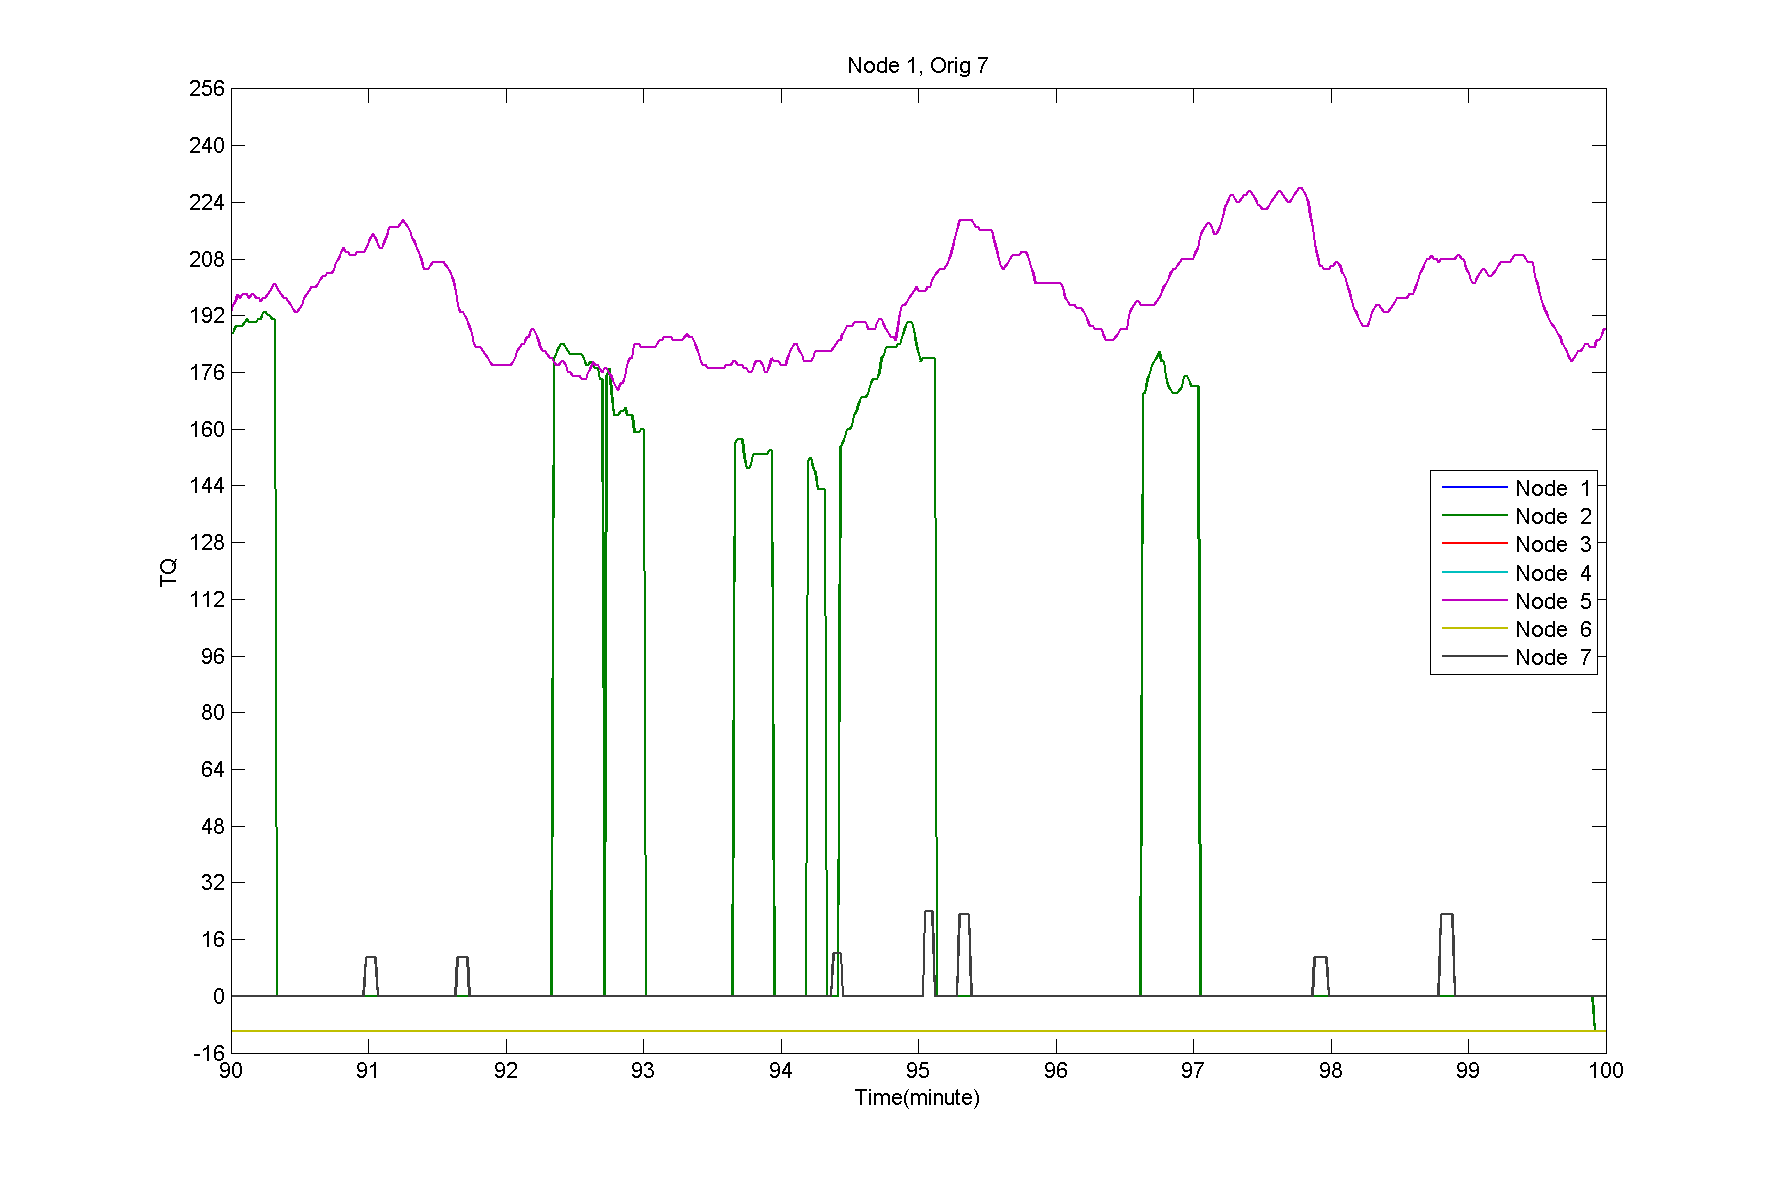 Node 1, Orig 7
256
240
224
208
192
176
160
144
128
112
96
80
64
48
32
16
0
-16
TQ
Node 1
Node 2
Node 3
Node 4
Node 5
Node 6
Node 7
90 91 92 93 94 95 96 97 98 99 100
Time(minute)